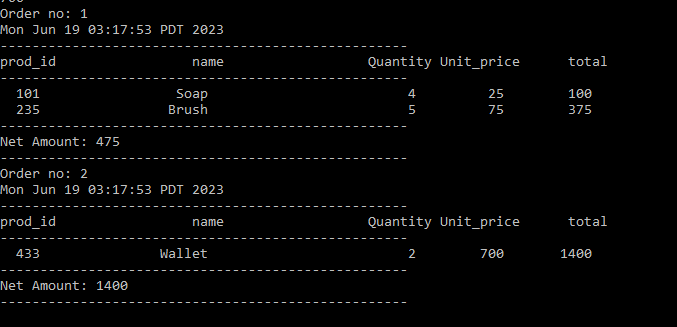 Order no: 1
Mon Jun 19 03:17:53 PDT 2023
---------------------------------------------------
prod_id                 name                  Quantity Unit_price      total
---------------------------------------------------
  101                 Soap                         4         25        100
  235                Brush                         5         75        375
---------------------------------------------------
Net Amount: 475
---------------------------------------------------
Order no: 2
Mon Jun 19 03:17:53 PDT 2023
---------------------------------------------------
prod_id                 name                  Quantity Unit_price      total
---------------------------------------------------
  433               Wallet                         2        700       1400
---------------------------------------------------
Net Amount: 1400
---------------------------------------------------